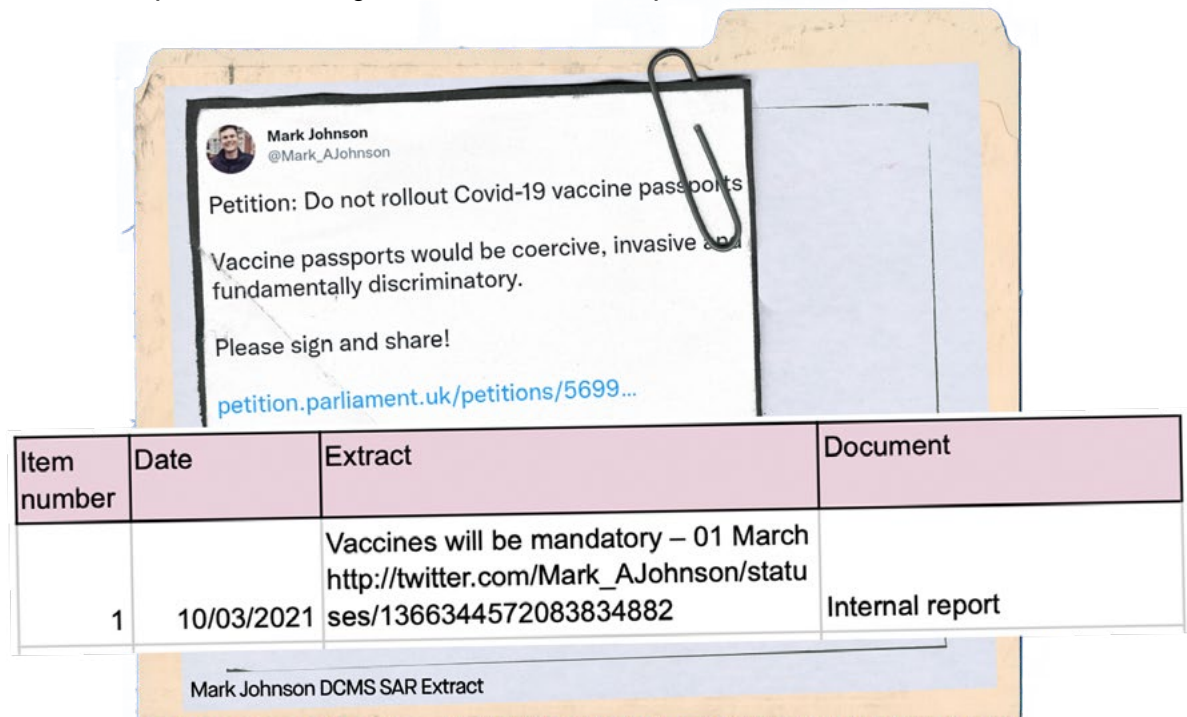 Mark Johnson
@Mark_AJohnson
Petition: Do not rollout Covid-19 vaccine passports
Vaccine passports would be coercive, invasive and
fundamentally discriminatory.
Please sign and share!
petition.parliament.uk/petitions/5699...
Item number
Date
Extract
Document
1
10/03/2021
Vaccines will be mandatory – 01 March
http://twitter.com/Mark_AJohnson/statu
ses/1366344572083834882
Internal report
Mark Johnson DCMS SAR Extract